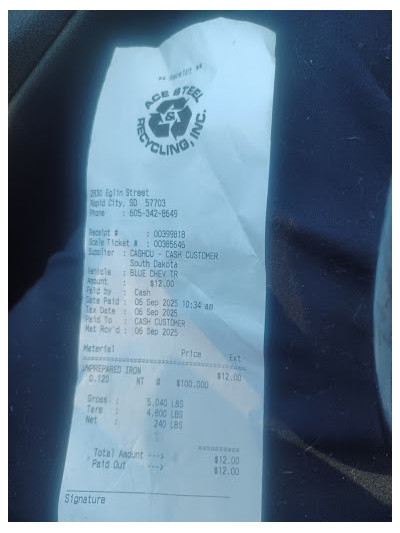 ** Receipt **
ACE STEEL
RECYCLING, INC.
2930 Eglin Street
Rapid City, SD 57703
Phone : 605-342-8649
Receipt # : 00399818
Scale Ticket # : 00385646
Supplier : CASHCU - CASH CUSTOMER
South Dakota
Vehicle : BLUE CHEV TR
Amount : $12.00
Paid by : Cash
Date Paid : 06 Sep 2025 10:34 am
Tax Date : 06 Sep 2025
Paid To : CASH CUSTOMER
Mat Rcv'd : 06 Sep 2025
Material Price Ext
UNPREPARED IRON $12.00
0.120 NT @ $100.000
Gross : 5,040 LBS
Tare : 4,800 LBS
Net : 240 LBS
Total Amount ---> $12.00
Paid Out ---> $12.00
Signature